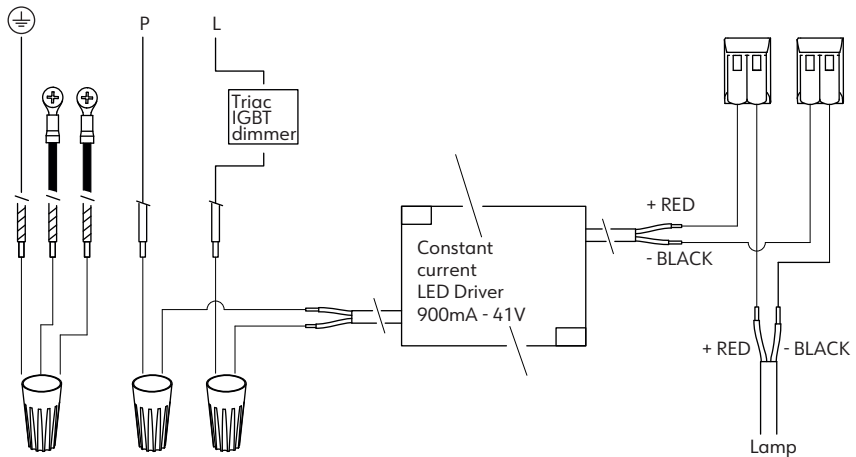 P
L
Triac
IGBT
dimmer
+ RED
- BLACK
Constant
current
LED Driver
900mA - 41V
+ RED
- BLACK
Lamp